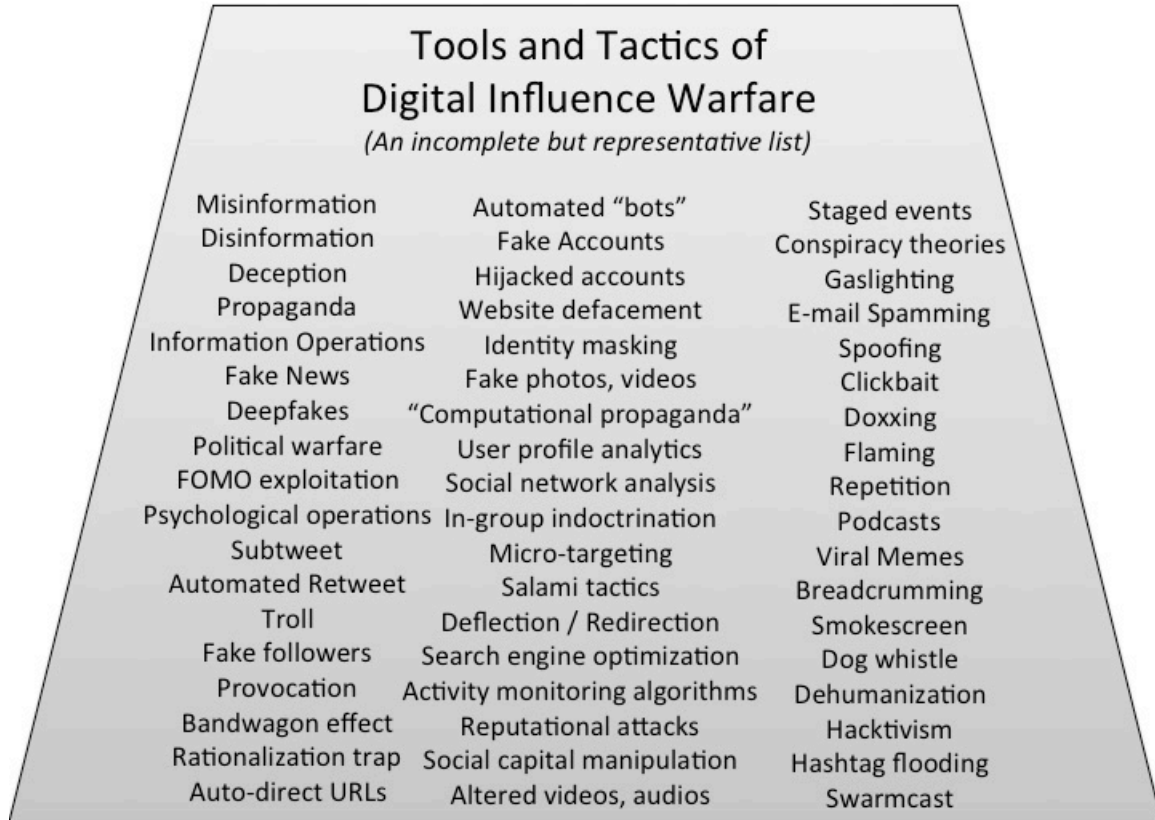 Tools and Tactics of
Digital Influence Warfare
(An incomplete but representative list)
Misinformation
Disinformation
Deception
Propaganda
Information Operations
Fake News
Deepfakes
Political warfare
FOMO exploitation
Psychological operations
Subtweet
Automated Retweet
Troll
Fake followers
Provocation
Bandwagon effect
Rationalization trap
Auto-direct URLs
Automated “bots”
Fake Accounts
Hijacked accounts
Website defacement
Identity masking
Fake photos, videos
“Computational propaganda”
User profile analytics
Social network analysis
In-group indoctrination
Micro-targeting
Salami tactics
Deflection / Redirection
Search engine optimization
Activity monitoring algorithms
Reputational attacks
Social capital manipulation
Altered videos, audios
Staged events
Conspiracy theories
Gaslighting
E-mail Spamming
Spoofing
Clickbait
Doxxing
Flaming
Repetition
Podcasts
Viral Memes
Breadcrumming
Smokescreen
Dog whistle
Dehumanization
Hacktivism
Hashtag flooding
Swarmcast